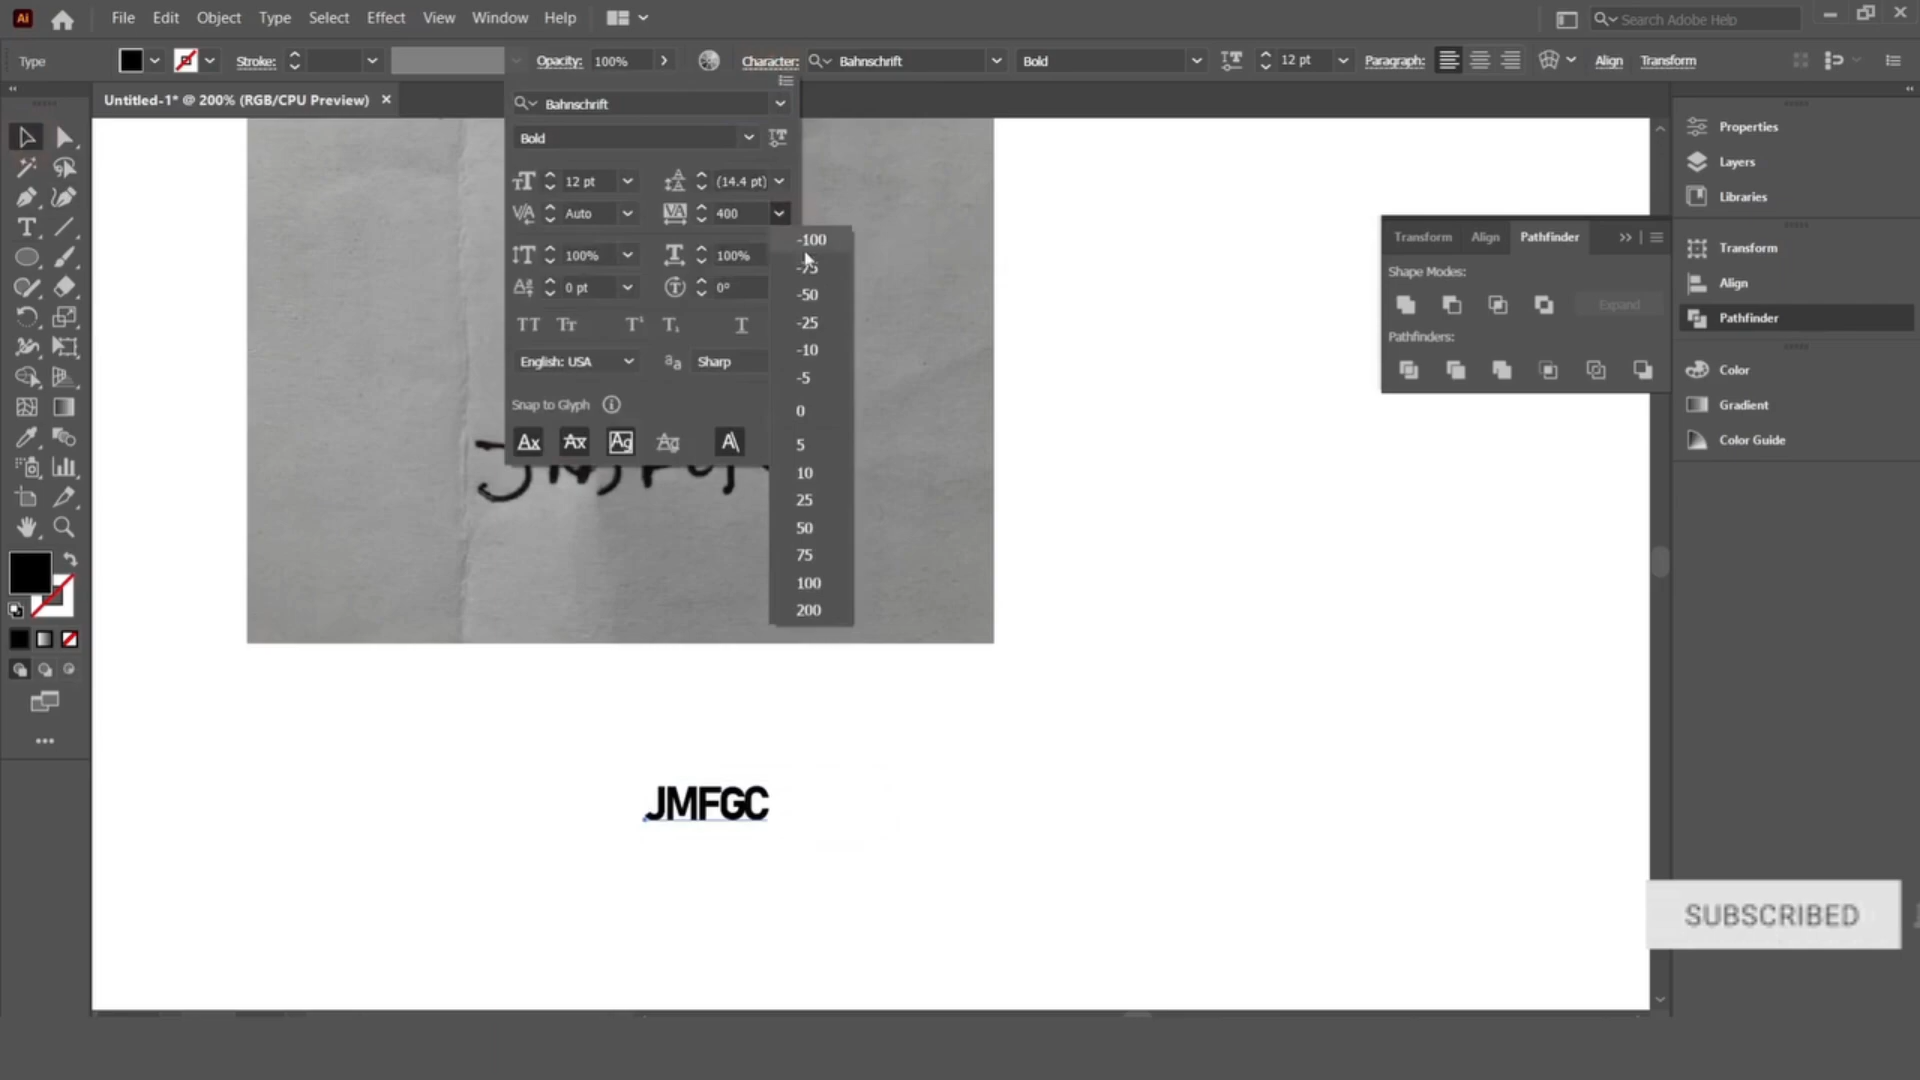 Ai File Edit Object Type Select Effect View Window Help Search Adobe Help
Type Stroke: Opacity: 100% Character: Bahnschrift Bold 12 pt Paragraph: Align Transform
Untitled-1* @ 200% (RGB/CPU Preview)
Bahnschrift
Bold
12 pt (14.4 pt)
Auto 400
100% 100%
0 pt 0°
English: USA Sharp
Snap to Glyph
-100
-75
-50
-25
-10
-5
0
5
10
25
50
75
100
200
Transform Align Pathfinder
Shape Modes:
Expand
Pathfinders:
Properties
Layers
Libraries
Transform
Align
Pathfinder
Color
Gradient
Color Guide
JMFGC
SUBSCRIBED